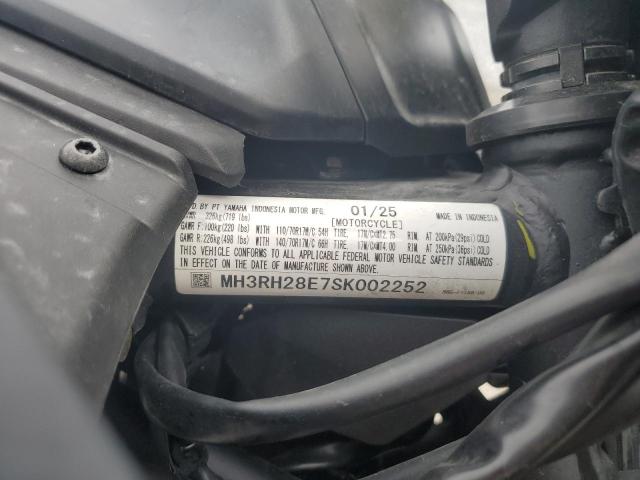 BY PT YAMAHA INDONESIA MOTOR MFG. 01/25
326kg(719 lbs) [MOTORCYCLE] MADE IN INDONESIA
GAWR F:100kg(220 lbs) WITH 110/70R17M/C 54H TIRE, 17M/CxMT2.75 RIM AT 200kPa(29psi)COLD
GAWR R:226kg(498 lbs) WITH 140/70R17M/C 66H TIRE, 17M/CxMT4.00 RIM AT 250kPa(36psi)COLD
THIS VEHICLE CONFORMS TO ALL APPLICABLE FEDERAL MOTOR VEHICLE SAFETY STANDARDS
IN EFFECT ON THE DATE OF MANUFACTURE SHOWN ABOVE.
MH3RH28E7SK002252